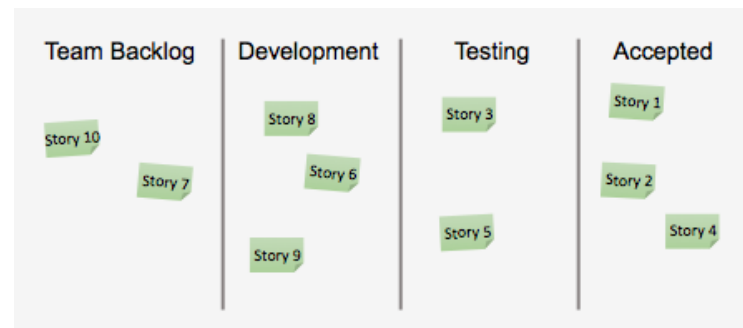 Team Backlog
Development
Testing
Accepted
Story 10
Story 7
Story 8
Story 6
Story 9
Story 3
Story 5
Story 1
Story 2
Story 4